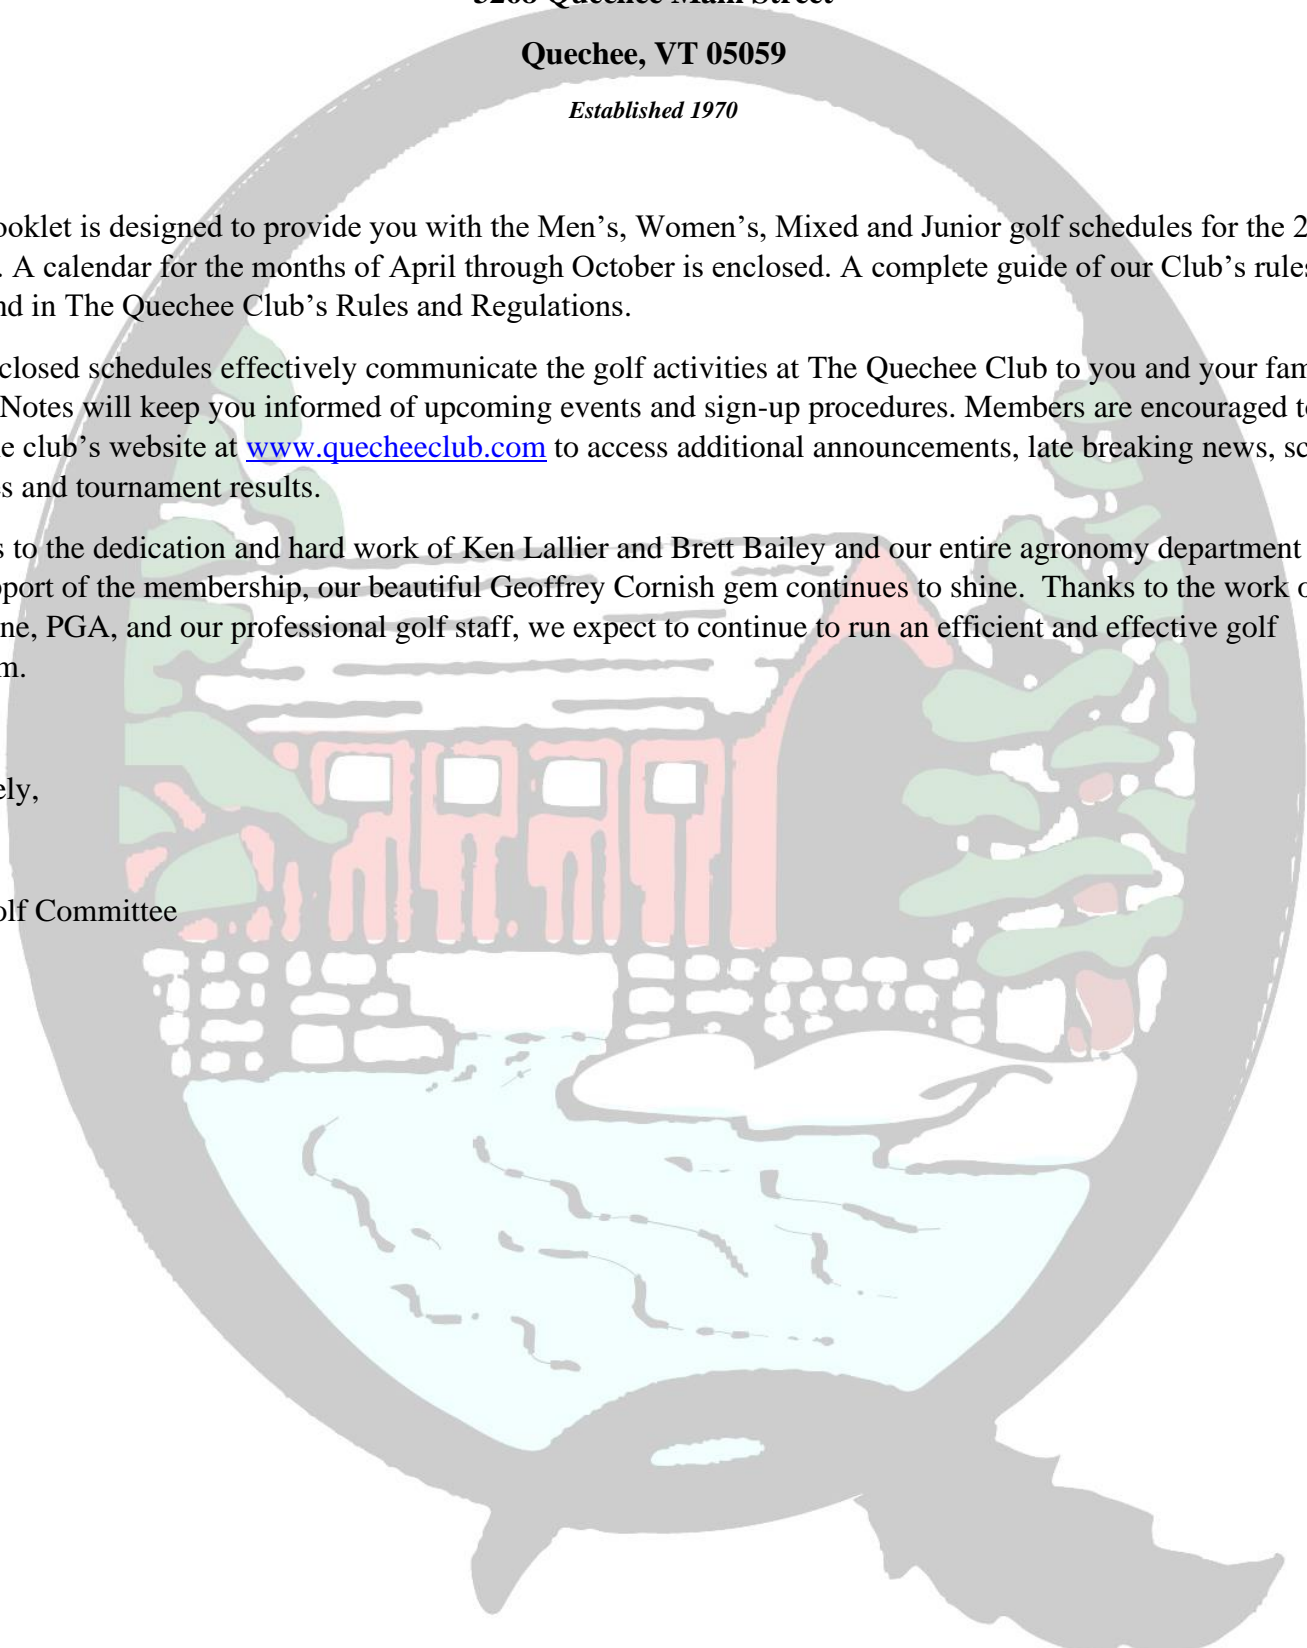 3268 Quechee Main Street
Quechee, VT 05059
Established 1970
ooklet is designed to provide you with the Men’s, Women’s, Mixed and Junior golf schedules for the 2
. A calendar for the months of April through October is enclosed. A complete guide of our Club’s rules
nd in The Quechee Club’s Rules and Regulations.
closed schedules effectively communicate the golf activities at The Quechee Club to you and your fam
Notes will keep you informed of upcoming events and sign-up procedures. Members are encouraged to
e club’s website at www.quecheeclub.com to access additional announcements, late breaking news, sc
s and tournament results.
s to the dedication and hard work of Ken Lallier and Brett Bailey and our entire agronomy department
pport of the membership, our beautiful Geoffrey Cornish gem continues to shine.  Thanks to the work o
ne, PGA, and our professional golf staff, we expect to continue to run an efficient and effective golf
m.
ely,
olf Committee